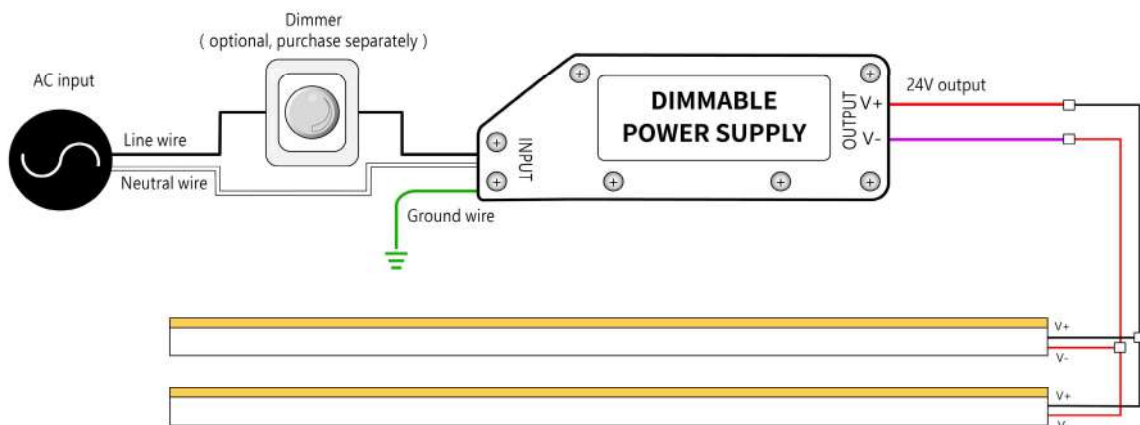 Dimmer
( optional, purchase separately )
AC input
Line wire
Neutral wire
INPUT
Ground wire
DIMMABLE
POWER SUPPLY
OUTPUT
V+
V-
24V output
V+
V-
V+